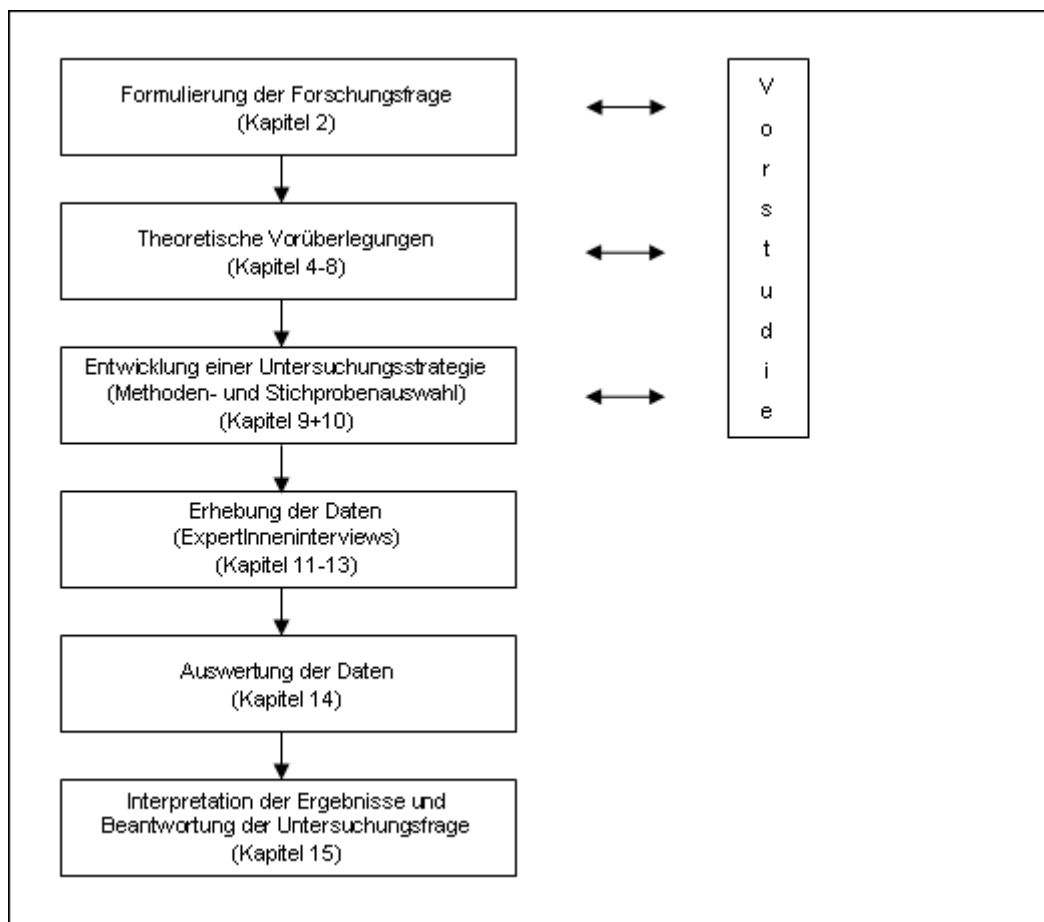 Formulierung der Forschungsfrage
(Kapitel 2)
Theoretische Vorüberlegungen
(Kapitel 4-8)
Entwicklung einer Untersuchungsstrategie
(Methoden- und Stichprobenauswahl)
(Kapitel 9+10)
Erhebung der Daten
(ExpertInneninterviews)
(Kapitel 11-13)
Auswertung der Daten
(Kapitel 14)
Interpretation der Ergebnisse und
Beantwortung der Untersuchungsfrage
(Kapitel 15)
V
o
r
s
t
u
d
i
e